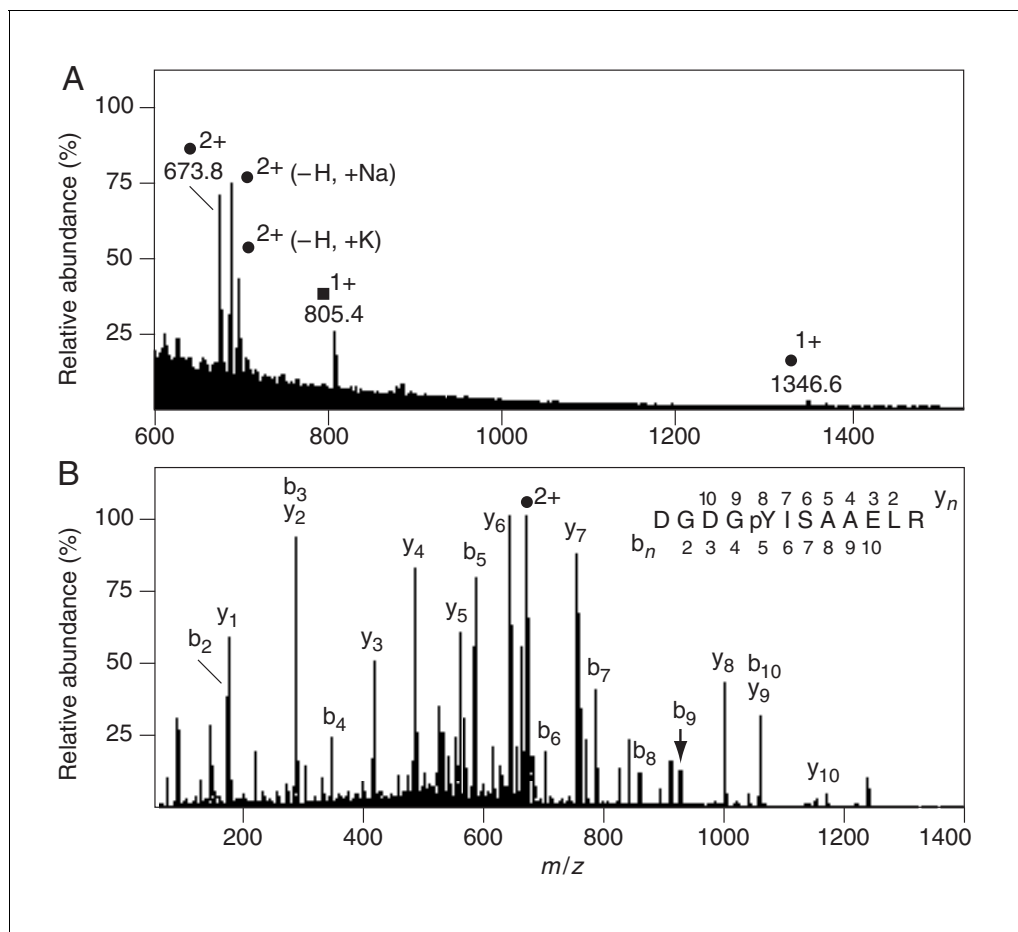 A
Relative abundance (%)
100
75
50
25
● 2+
673.8
● 2+ (–H, +Na)
● 2+ (–H, +K)
■ 1+
805.4
1+
●
1346.6
600 800 1000 1200 1400
B
Relative abundance (%)
100
75
50
25
b2
y1
b3
y2
b4
y3
y4
y5
b5
y6
● 2+
b6
y7
b7
b8
b9
y8
b10
y9
y10
10 9 8 7 6 5 4 3 2 yn
D G D G pY I S A A E L R
bn 2 3 4 5 6 7 8 9 10
200 400 600 800 1000 1200 1400
m/z